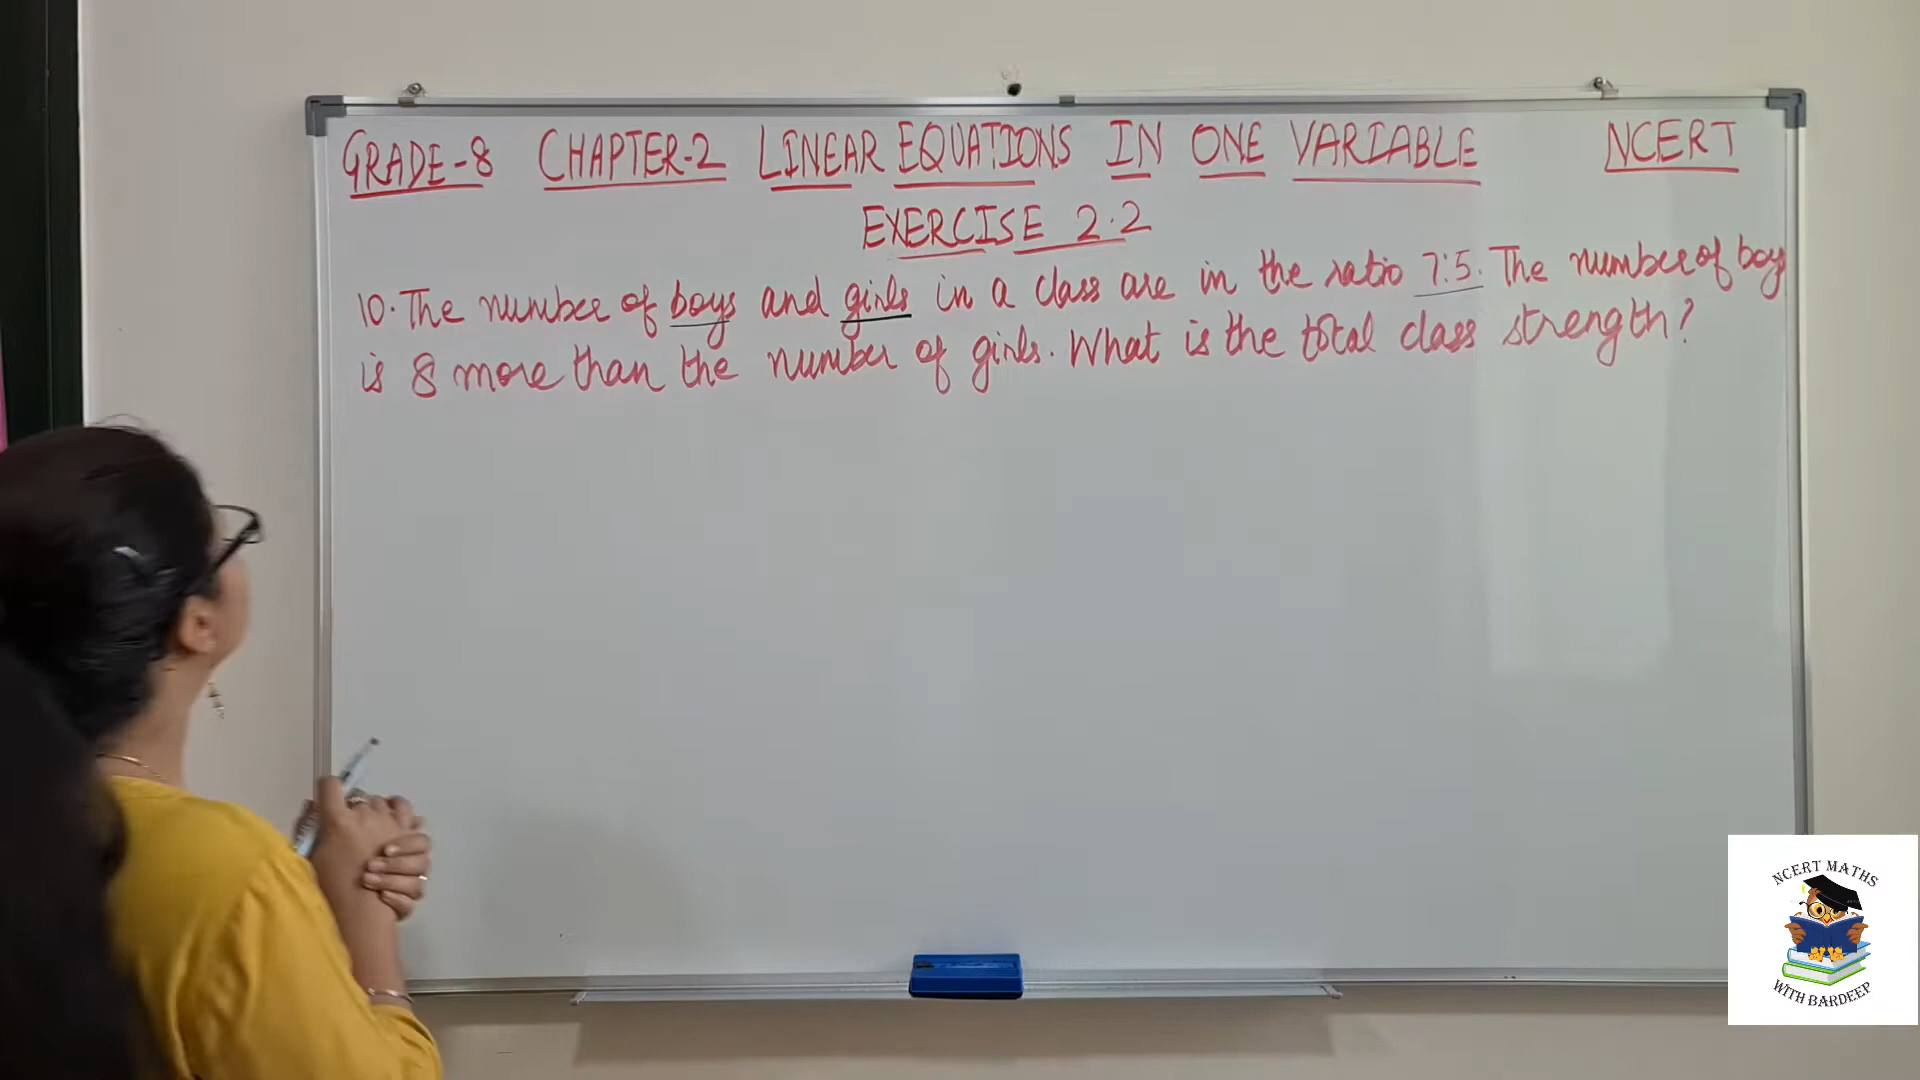 GRADE-8 CHAPTER-2 LINEAR EQUATIONS IN ONE VARIABLE NCERT
EXERCISE 2.2
10. The number of boys and girls in a class are in the ratio 7:5. The number of boys
is 8 more than the number of girls. What is the total class strength?
NCERT MATHS
WITH BARDEEP